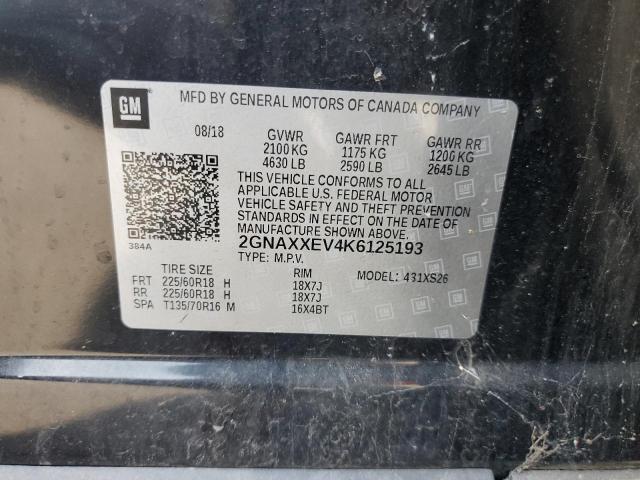 GM
MFD BY GENERAL MOTORS OF CANADA COMPANY
08/18 GVWR GAWR FRT GAWR RR
2100 KG 1175 KG 1200 KG
4630 LB 2590 LB 2645 LB
THIS VEHICLE CONFORMS TO ALL
APPLICABLE U.S. FEDERAL MOTOR
VEHICLE SAFETY AND THEFT PREVENTION
STANDARDS IN EFFECT ON THE DATE OF
MANUFACTURE SHOWN ABOVE.
384A
2GNAXXEV4K6125193
TYPE: M.P.V.
TIRE SIZE RIM MODEL: 431XS26
FRT 225/60R18 H 18X7J
RR 225/60R18 H 18X7J
SPA T135/70R16 M 16X4BT